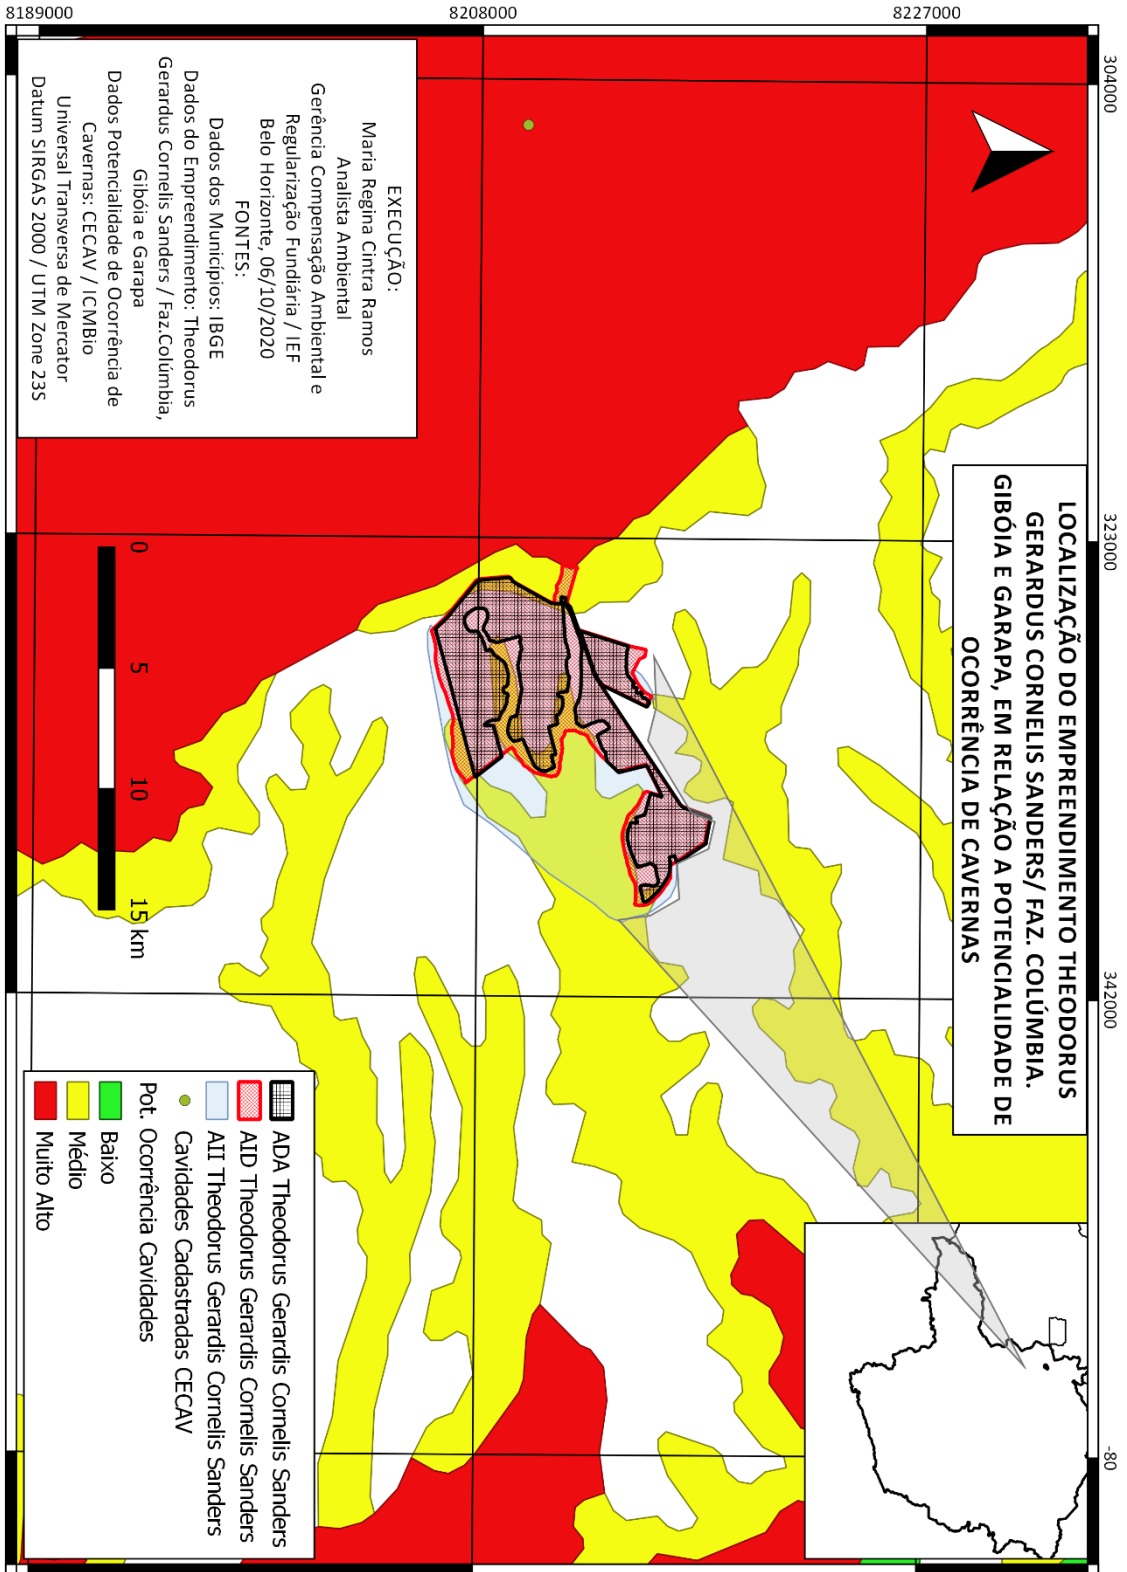 LOCALIZAÇÃO DO EMPREENDIMENTO THEODORUS
GERARDUS CORNELIS SANDERS/ FAZ. COLÚMBIA.
GIBÓIA E GARAPA, EM RELAÇÃO A POTENCIALIDADE DE
OCORRÊNCIA DE CAVERNAS
304000
323000
342000
-80
8227000
8208000
8189000
EXECUÇÃO:
Maria Regina Cintra Ramos
Analista Ambiental
Gerência Compensação Ambiental e
Regularização Fundiária / IEF
Belo Horizonte, 06/10/2020
FONTES:
Dados dos Municípios: IBGE
Dados do Empreendimento: Theodorus
Gerardus Cornelis Sanders / Faz.Colúmbia,
Gibóia e Garapa
Dados Potencialidade de Ocorrência de
Cavernas: CECAV / ICMBio
Universal Transversa de Mercator
Datum SIRGAS 2000 / UTM Zone 23S
0 5 10 15 km
ADA Theodorus Gerardis Cornelis Sanders
AID Theodorus Gerardis Cornelis Sanders
AII Theodorus Gerardis Cornelis Sanders
Cavidades Cadastradas CECAV
Pot. Ocorrência Cavidades
Baixo
Médio
Muito Alto